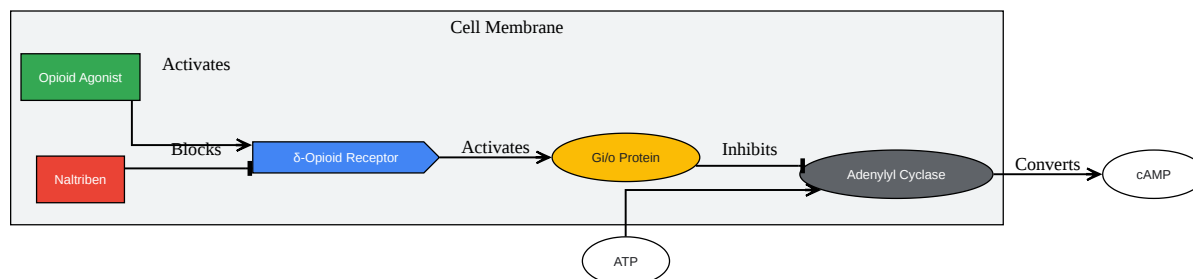 Cell Membrane
Opioid Agonist
Activates
Blocks
Naltriben
δ-Opioid Receptor
Activates
Gi/o Protein
Inhibits
Adenylyl Cyclase
Converts
cAMP
ATP